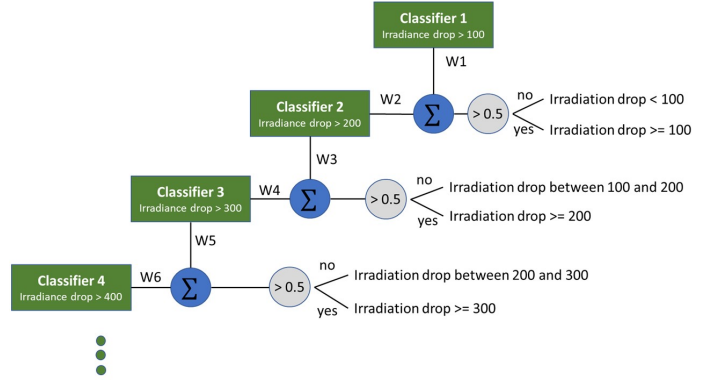 Classifier 1
Irradiance drop > 100
W1
Classifier 2
Irradiance drop > 200
W2
Σ
> 0.5
no
Irradiation drop < 100
yes
Irradiation drop >= 100
W3
Classifier 3
Irradiance drop > 300
W4
Σ
> 0.5
no
Irradiation drop between 100 and 200
yes
Irradiation drop >= 200
W5
Classifier 4
Irradiance drop > 400
W6
Σ
> 0.5
no
Irradiation drop between 200 and 300
yes
Irradiation drop >= 300